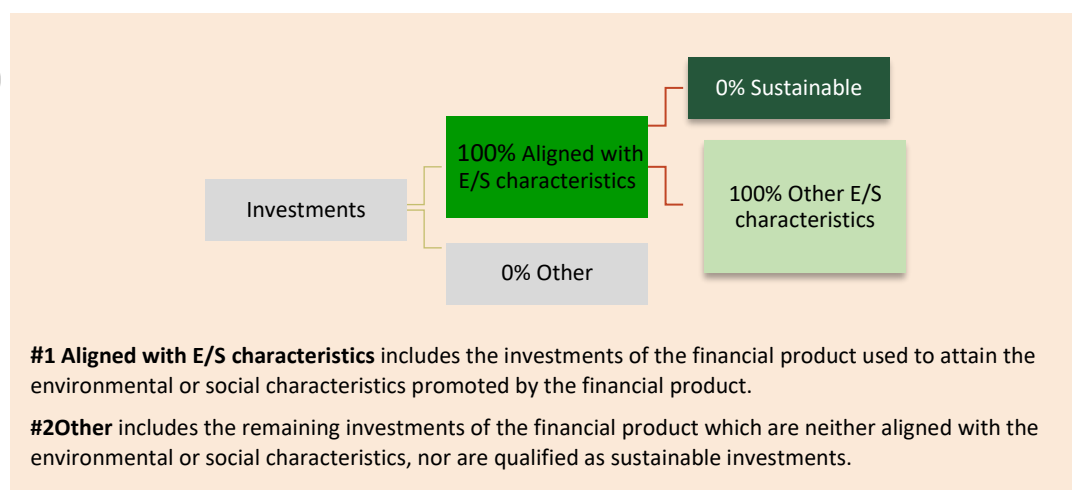 0% Sustainable
100% Aligned with
E/S characteristics
100% Other E/S
characteristics
Investments
0% Other
#1 Aligned with E/S characteristics includes the investments of the financial product used to attain the
environmental or social characteristics promoted by the financial product.
#2Other includes the remaining investments of the financial product which are neither aligned with the
environmental or social characteristics, nor are qualified as sustainable investments.